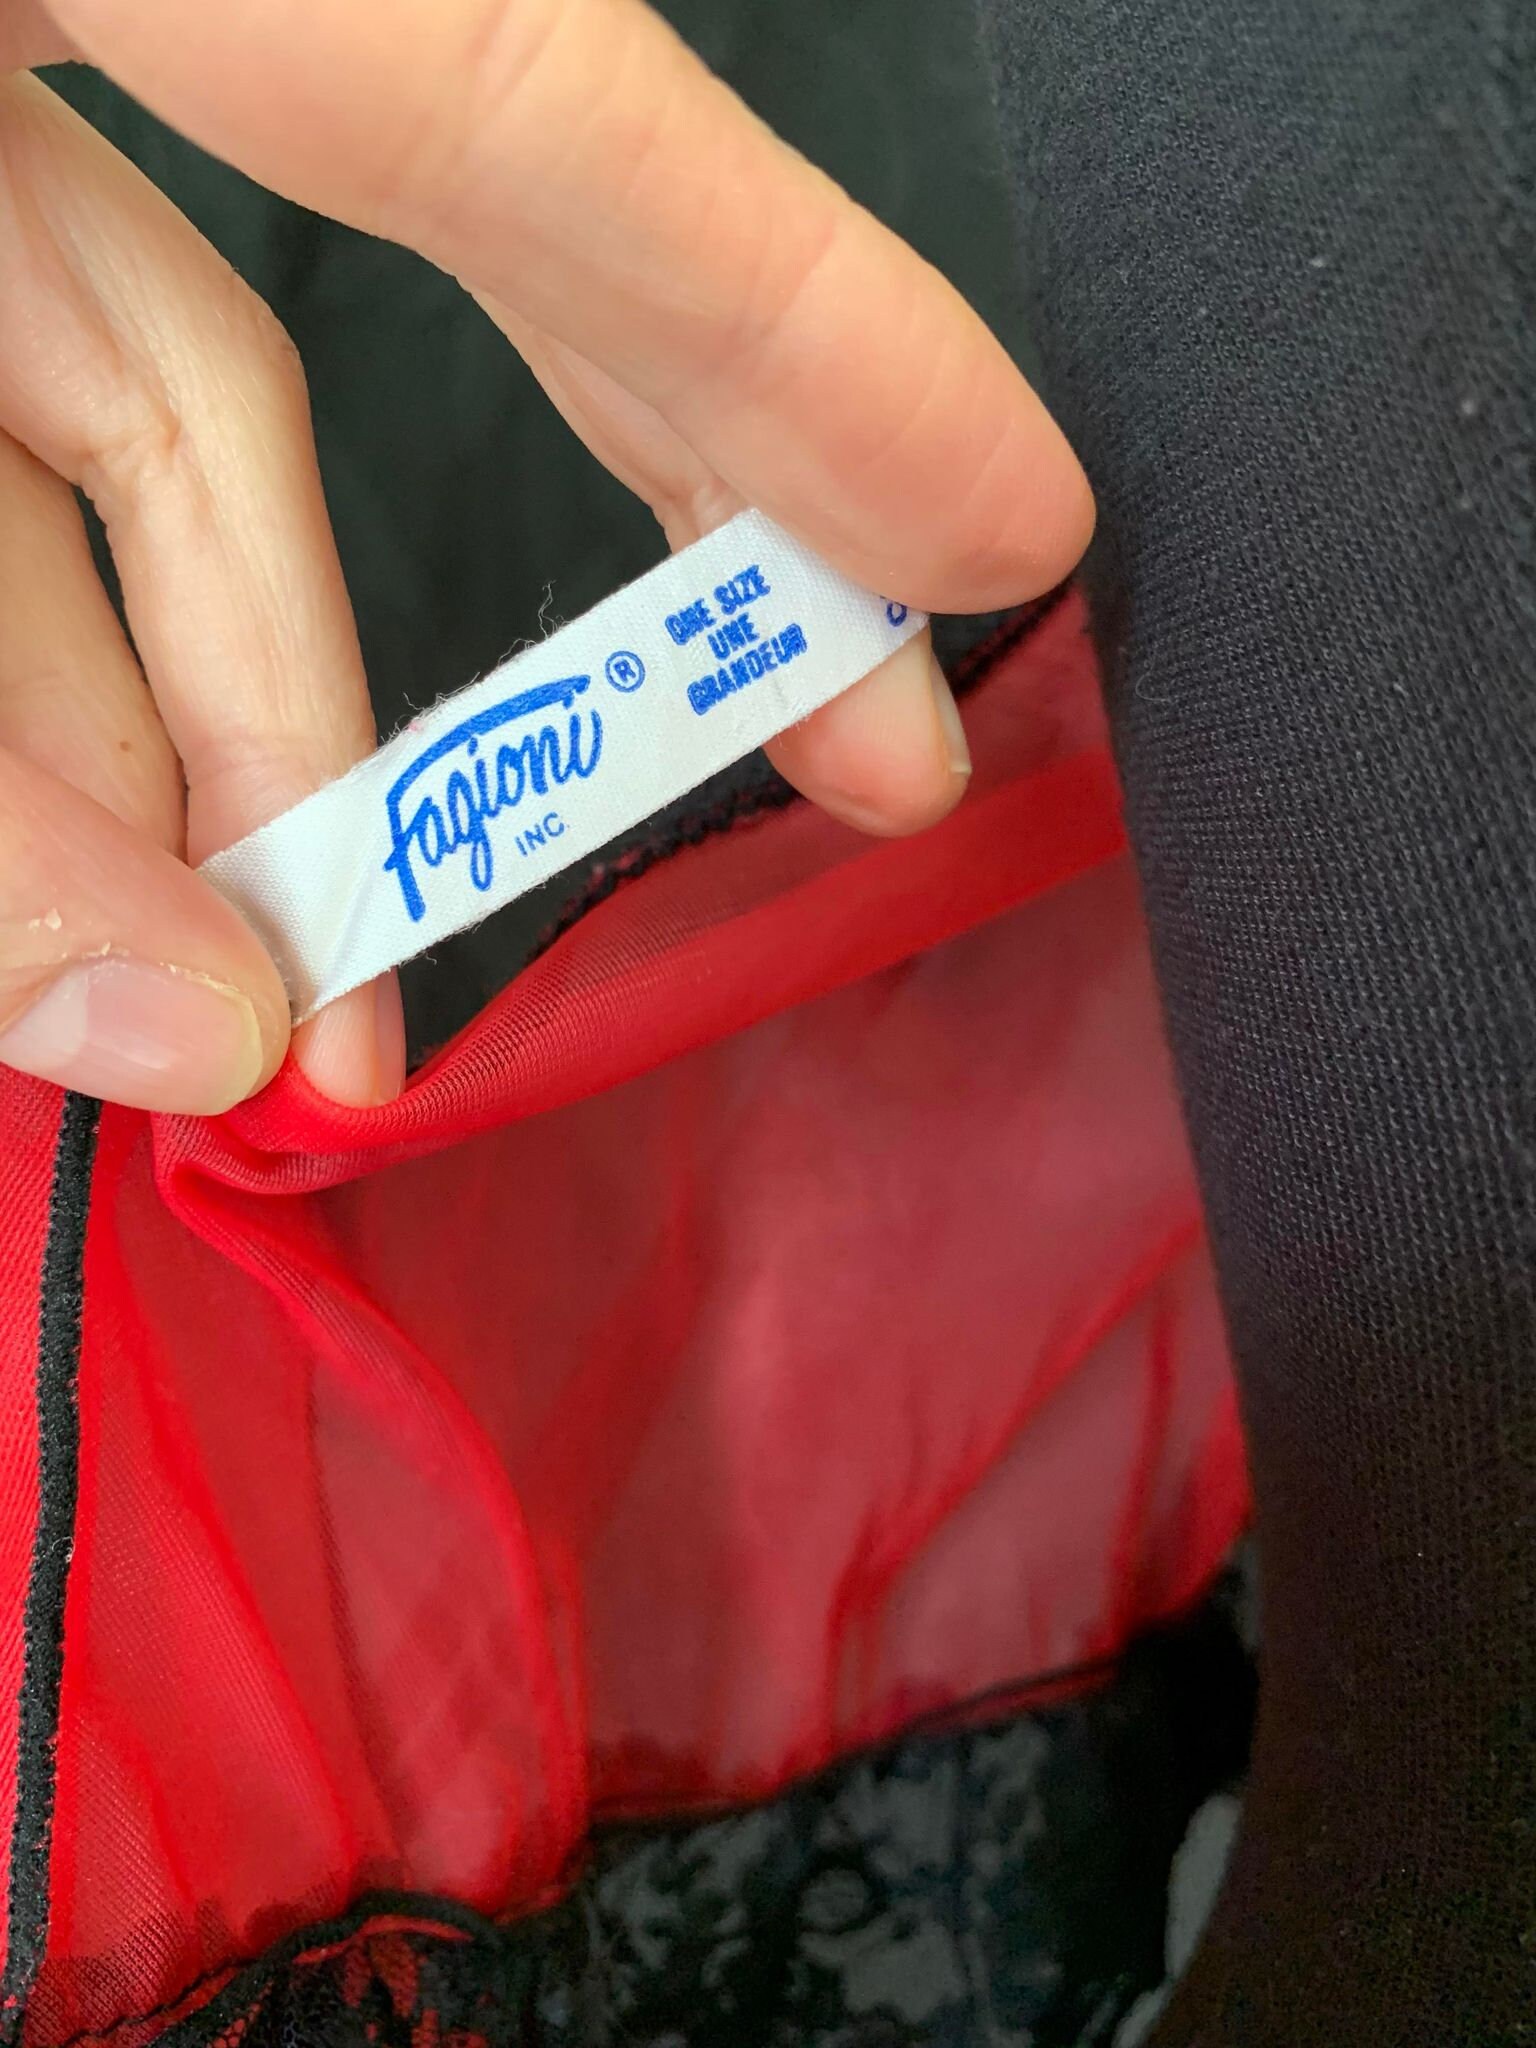 Fagioni ®
INC.
ONE SIZE
UNE
GRANDEUR